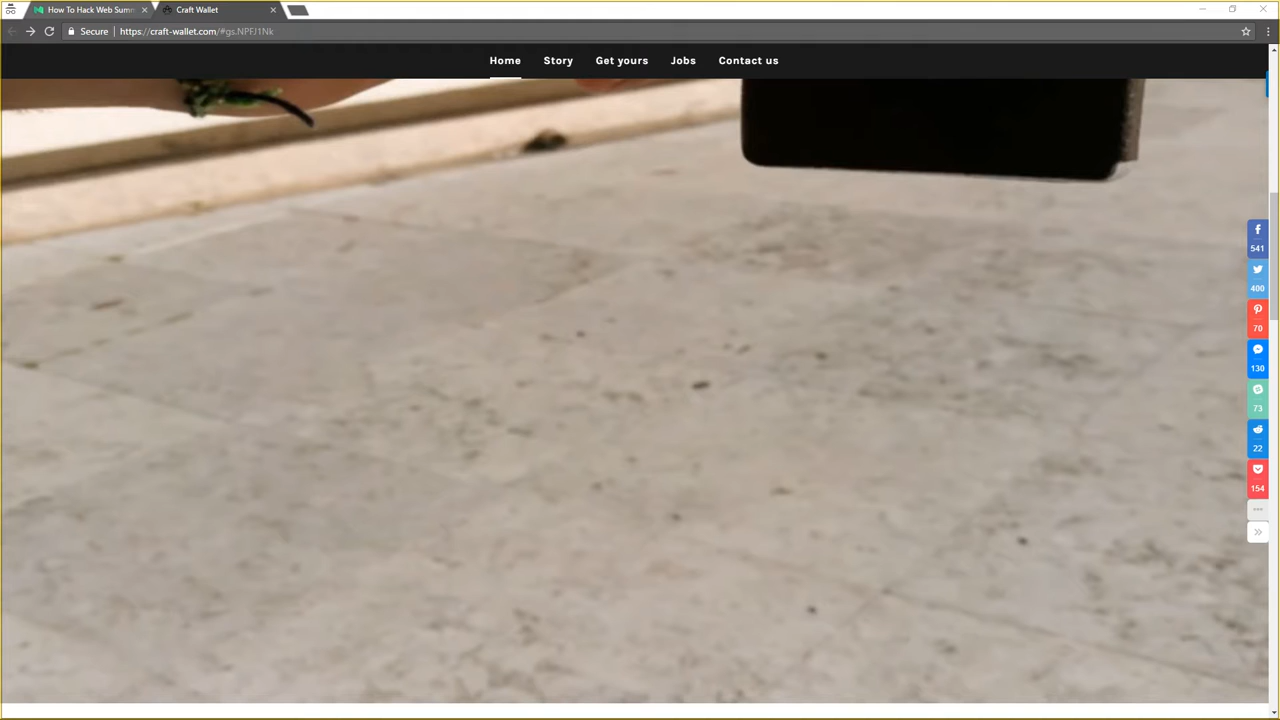 How To Hack Web Summ
Craft Wallet
Secure
https://craft-wallet.com/#gs.NPFJ1Nk
Home Story Get yours Jobs Contact us
541
400
70
130
73
22
154